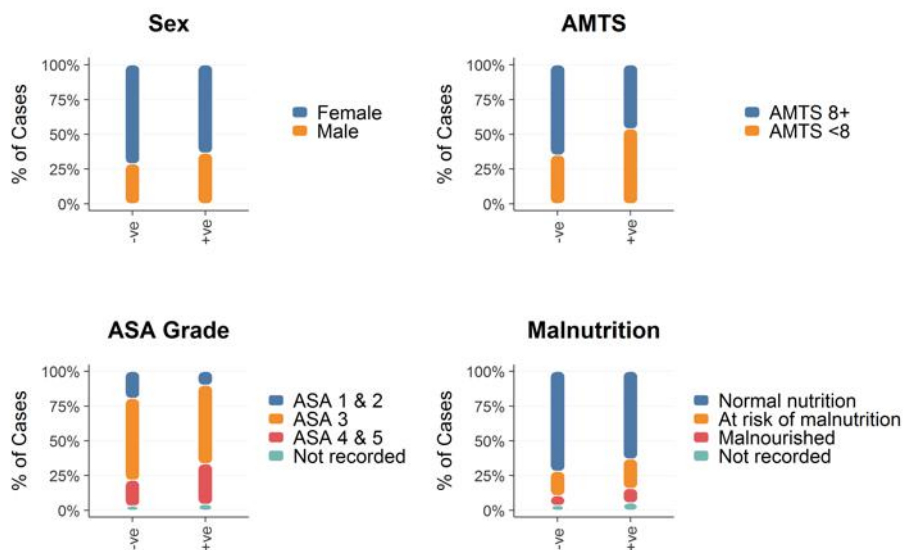 Sex
% of Cases
100%
75%
50%
25%
0%
-ve
+ve
Female
Male
AMTS
% of Cases
100%
75%
50%
25%
0%
-ve
+ve
AMTS 8+
AMTS <8
ASA Grade
% of Cases
100%
75%
50%
25%
0%
-ve
+ve
ASA 1 & 2
ASA 3
ASA 4 & 5
Not recorded
Malnutrition
% of Cases
100%
75%
50%
25%
0%
-ve
+ve
Normal nutrition
At risk of malnutrition
Malnourished
Not recorded